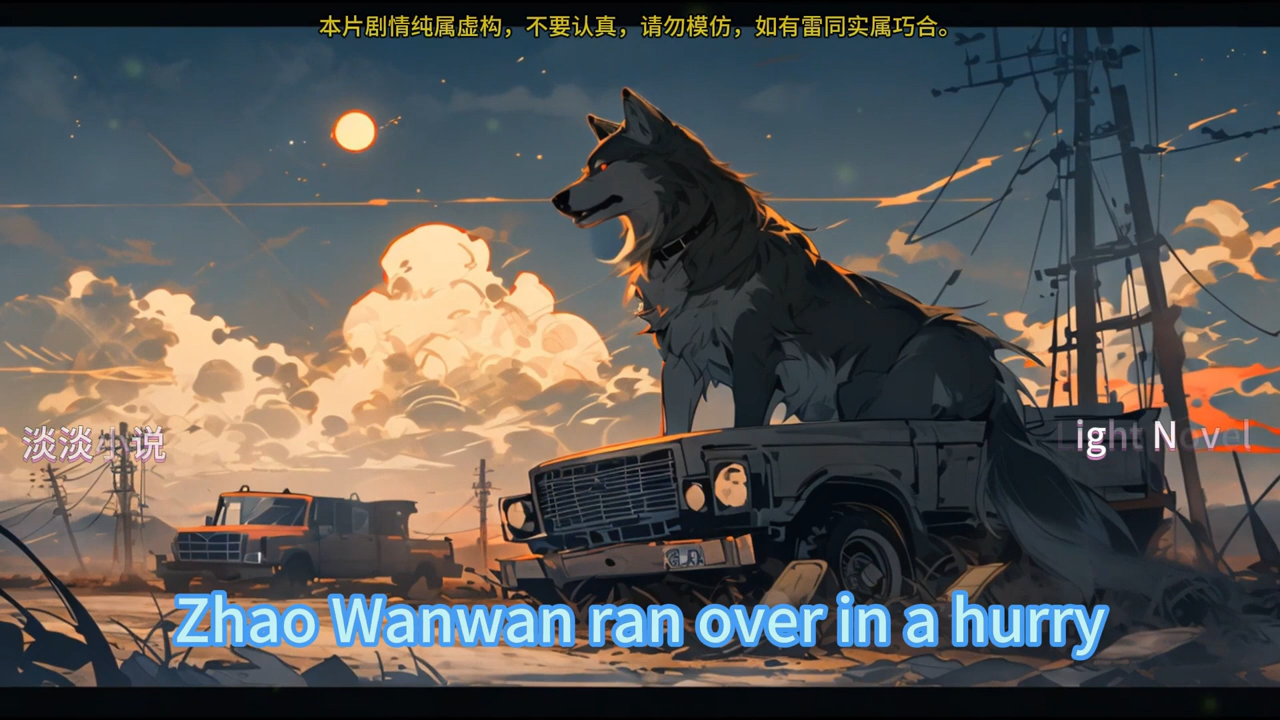 本片剧情纯属虚构，不要认真，请勿模仿，如有雷同实属巧合。
淡淡小说
Light Novel
Zhao Wanwan ran over in a hurry